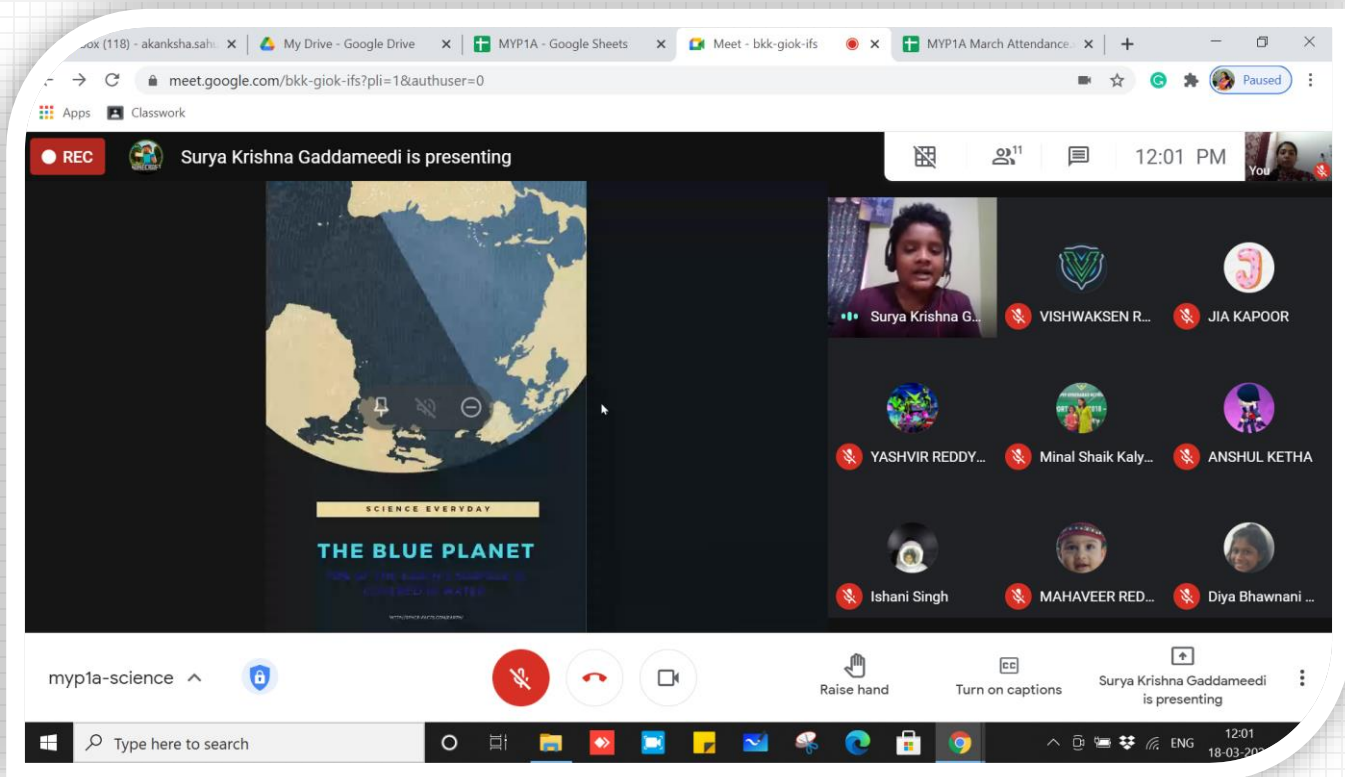 ox (118) - akanksha.sah
My Drive - Google Drive
MYP1A - Google Sheets
Meet - bkk-giok-ifs
MYP1A March Attendance
meet.google.com/bkk-giok-ifs?pli=1&authuser=0
Paused
Apps
Classwork
REC
Surya Krishna Gaddameedi is presenting
11
12:01 PM
You
Surya Krishna G...
VISHWAKSEN R...
JIA KAPOOR
YASHVIR REDDY...
Minal Shaik Kaly...
ANSHUL KETHA
Ishani Singh
MAHAVEER RED...
Diya Bhawnani ...
SCIENCE EVERYDAY
THE BLUE PLANET
COVERED IN WATER
myp1a-science
Raise hand
CC
Turn on captions
Surya Krishna Gaddameedi
is presenting
Type here to search
ENG
12:01
18-03-20